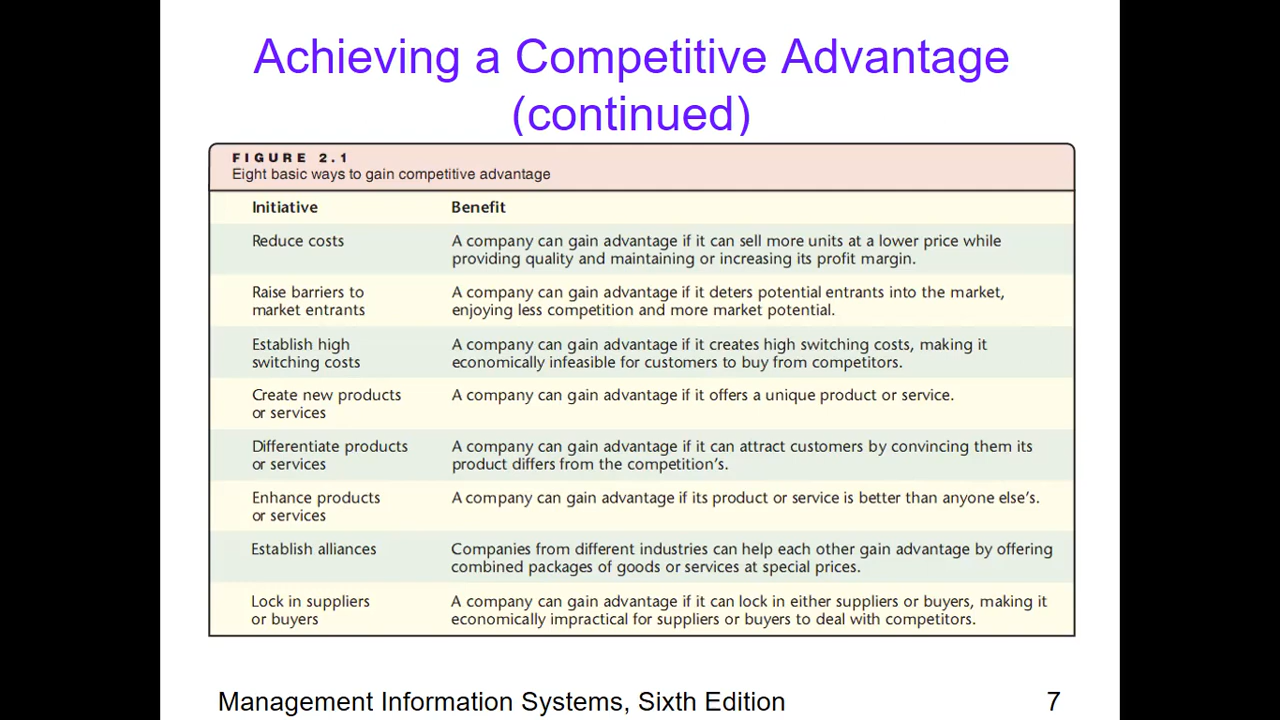 Achieving a Competitive Advantage
(continued)
FIGURE 2.1
Eight basic ways to gain competitive advantage
Initiative Benefit
Reduce costs A company can gain advantage if it can sell more units at a lower price while
providing quality and maintaining or increasing its profit margin.
Raise barriers to A company can gain advantage if it deters potential entrants into the market,
market entrants enjoying less competition and more market potential.
Establish high A company can gain advantage if it creates high switching costs, making it
switching costs economically infeasible for customers to buy from competitors.
Create new products A company can gain advantage if it offers a unique product or service.
or services
Differentiate products A company can gain advantage if it can attract customers by convincing them its
or services product differs from the competition's.
Enhance products A company can gain advantage if its product or service is better than anyone else's.
or services
Establish alliances Companies from different industries can help each other gain advantage by offering
combined packages of goods or services at special prices.
Lock in suppliers A company can gain advantage if it can lock in either suppliers or buyers, making it
or buyers economically impractical for suppliers or buyers to deal with competitors.
Management Information Systems, Sixth Edition 7